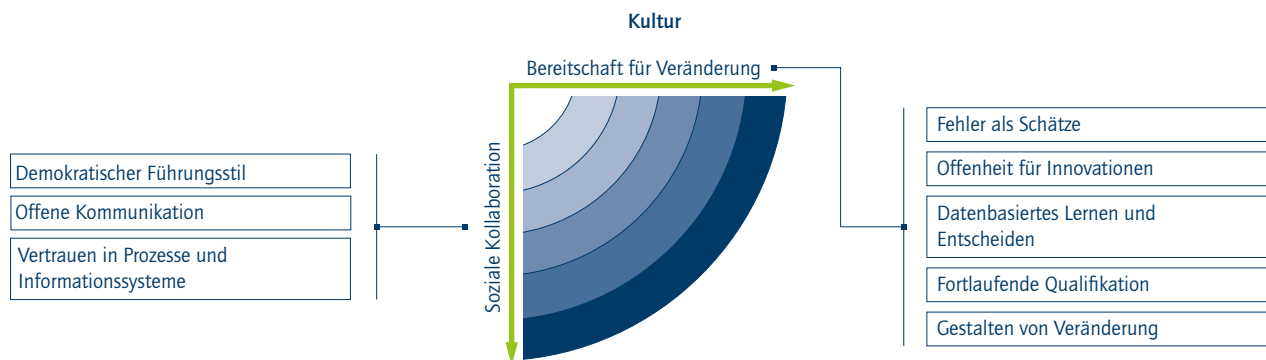 Kultur
Bereitschaft für Veränderung
Soziale Kollaboration
Demokratischer Führungsstil
Offene Kommunikation
Vertrauen in Prozesse und
Informationssysteme
Fehler als Schätze
Offenheit für Innovationen
Datenbasiertes Lernen und
Entscheiden
Fortlaufende Qualifikation
Gestalten von Veränderung